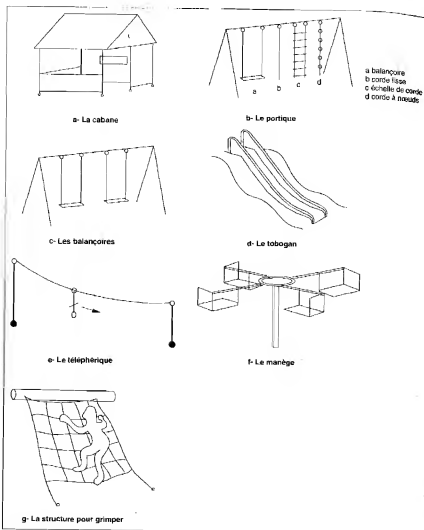 a- La cabane
a b c d
a balançoire
b corde lisse
c échelle de corde
d corde à nœuds
b- Le portique
c- Les balançoires
d- Le tobogan
e- Le téléphérique
f- Le manège
g- La structure pour grimper